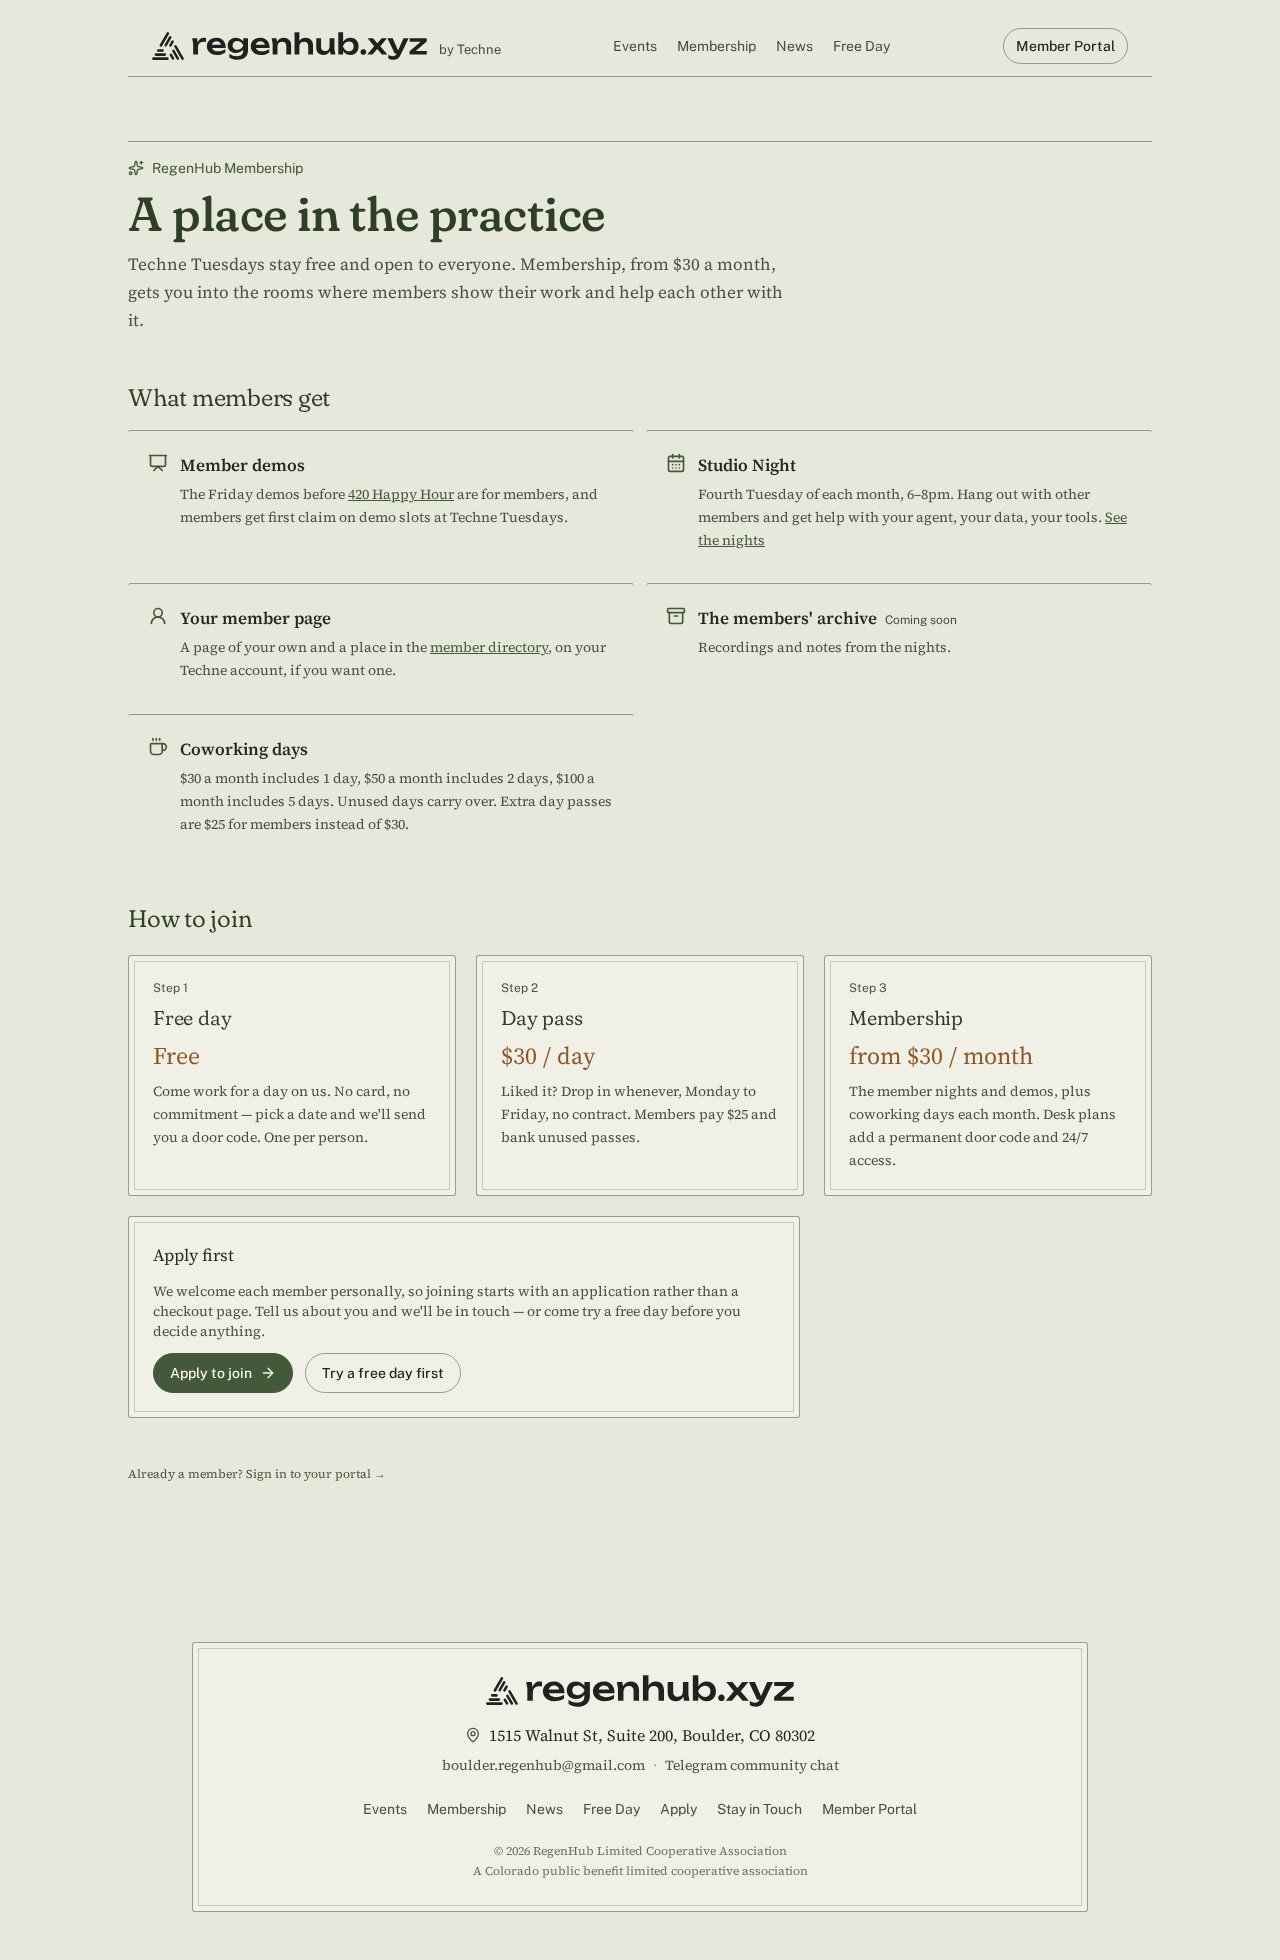 regenhub.xyz by Techne
Events Membership News Free Day
Member Portal
RegenHub Membership
A place in the practice
Techne Tuesdays stay free and open to everyone. Membership, from $30 a month,
gets you into the rooms where members show their work and help each other with
it.
What members get
Member demos
The Friday demos before 420 Happy Hour are for members, and
members get first claim on demo slots at Techne Tuesdays.
Studio Night
Fourth Tuesday of each month, 6–8pm. Hang out with other
members and get help with your agent, your data, your tools. See
the nights
Your member page
A page of your own and a place in the member directory, on your
Techne account, if you want one.
The members' archive Coming soon
Recordings and notes from the nights.
Coworking days
$30 a month includes 1 day, $50 a month includes 2 days, $100 a
month includes 5 days. Unused days carry over. Extra day passes
are $25 for members instead of $30.
How to join
Step 1
Free day
Free
Come work for a day on us. No card, no
commitment — pick a date and we'll send
you a door code. One per person.
Step 2
Day pass
$30 / day
Liked it? Drop in whenever, Monday to
Friday, no contract. Members pay $25 and
bank unused passes.
Step 3
Membership
from $30 / month
The member nights and demos, plus
coworking days each month. Desk plans
add a permanent door code and 24/7
access.
Apply first
We welcome each member personally, so joining starts with an application rather than a
checkout page. Tell us about you and we'll be in touch — or come try a free day before you
decide anything.
Apply to join →
Try a free day first
Already a member? Sign in to your portal →
regenhub.xyz
1515 Walnut St, Suite 200, Boulder, CO 80302
boulder.regenhub@gmail.com · Telegram community chat
Events Membership News Free Day Apply Stay in Touch Member Portal
© 2026 RegenHub Limited Cooperative Association
A Colorado public benefit limited cooperative association